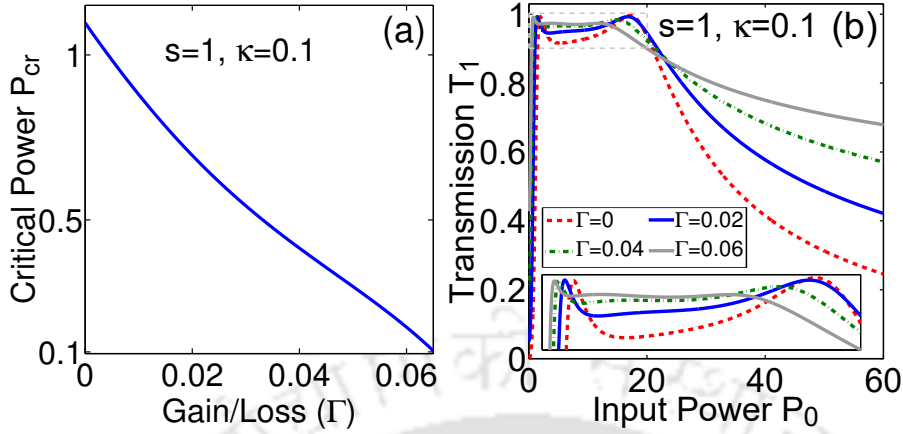 (a)
s=1, κ=0.1
Critical Power P_cr
1
0.5
0.1
0
0.02
0.04
0.06
Gain/Loss (Γ)
(b)
s=1, κ=0.1
Transmission T_1
1
0.8
0.6
0.4
0.2
0
Γ=0
Γ=0.02
Γ=0.04
Γ=0.06
0
20
40
60
Input Power P_0